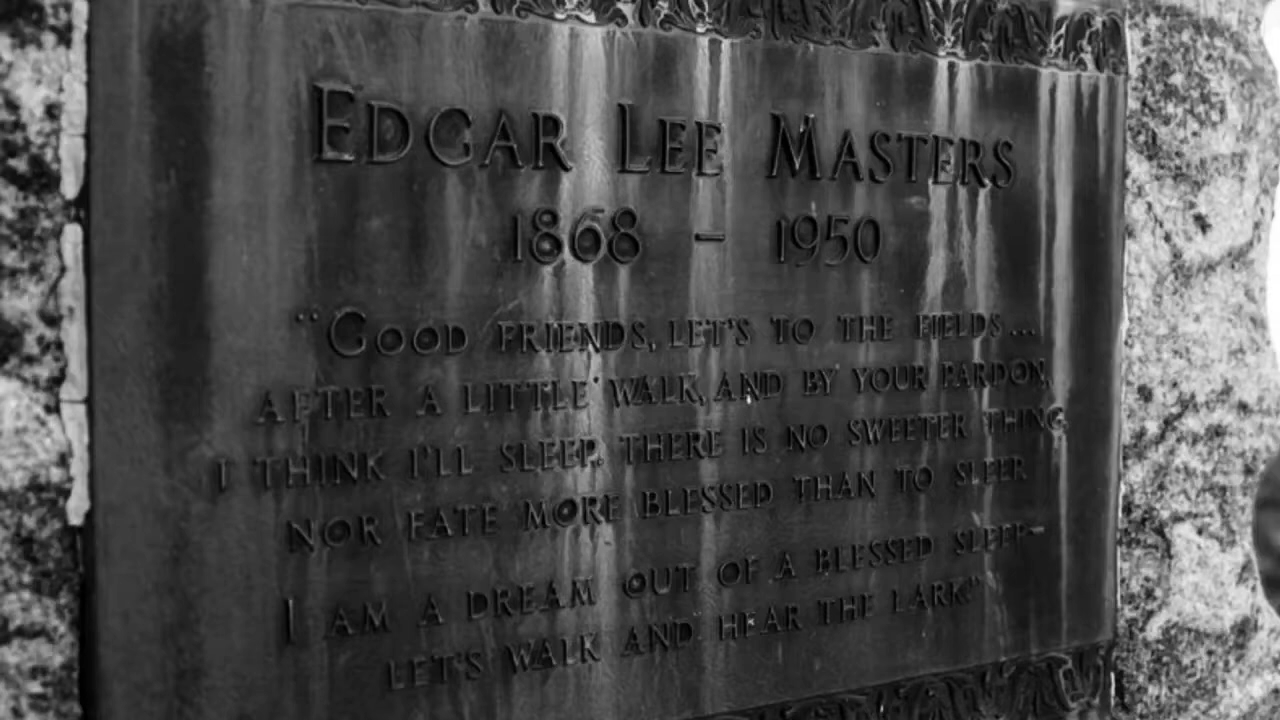 EDGAR LEE MASTERS
1868 – 1950
"GOOD FRIENDS, LET'S TO THE FIELDS...
AFTER A LITTLE WALK, AND BY YOUR PARDON,
I THINK I'LL SLEEP. THERE IS NO SWEETER THING
NOR FATE MORE BLESSED THAN TO SLEEP.
I AM A DREAM OUT OF A BLESSED SLEEP–
LET'S WALK AND HEAR THE LARK."